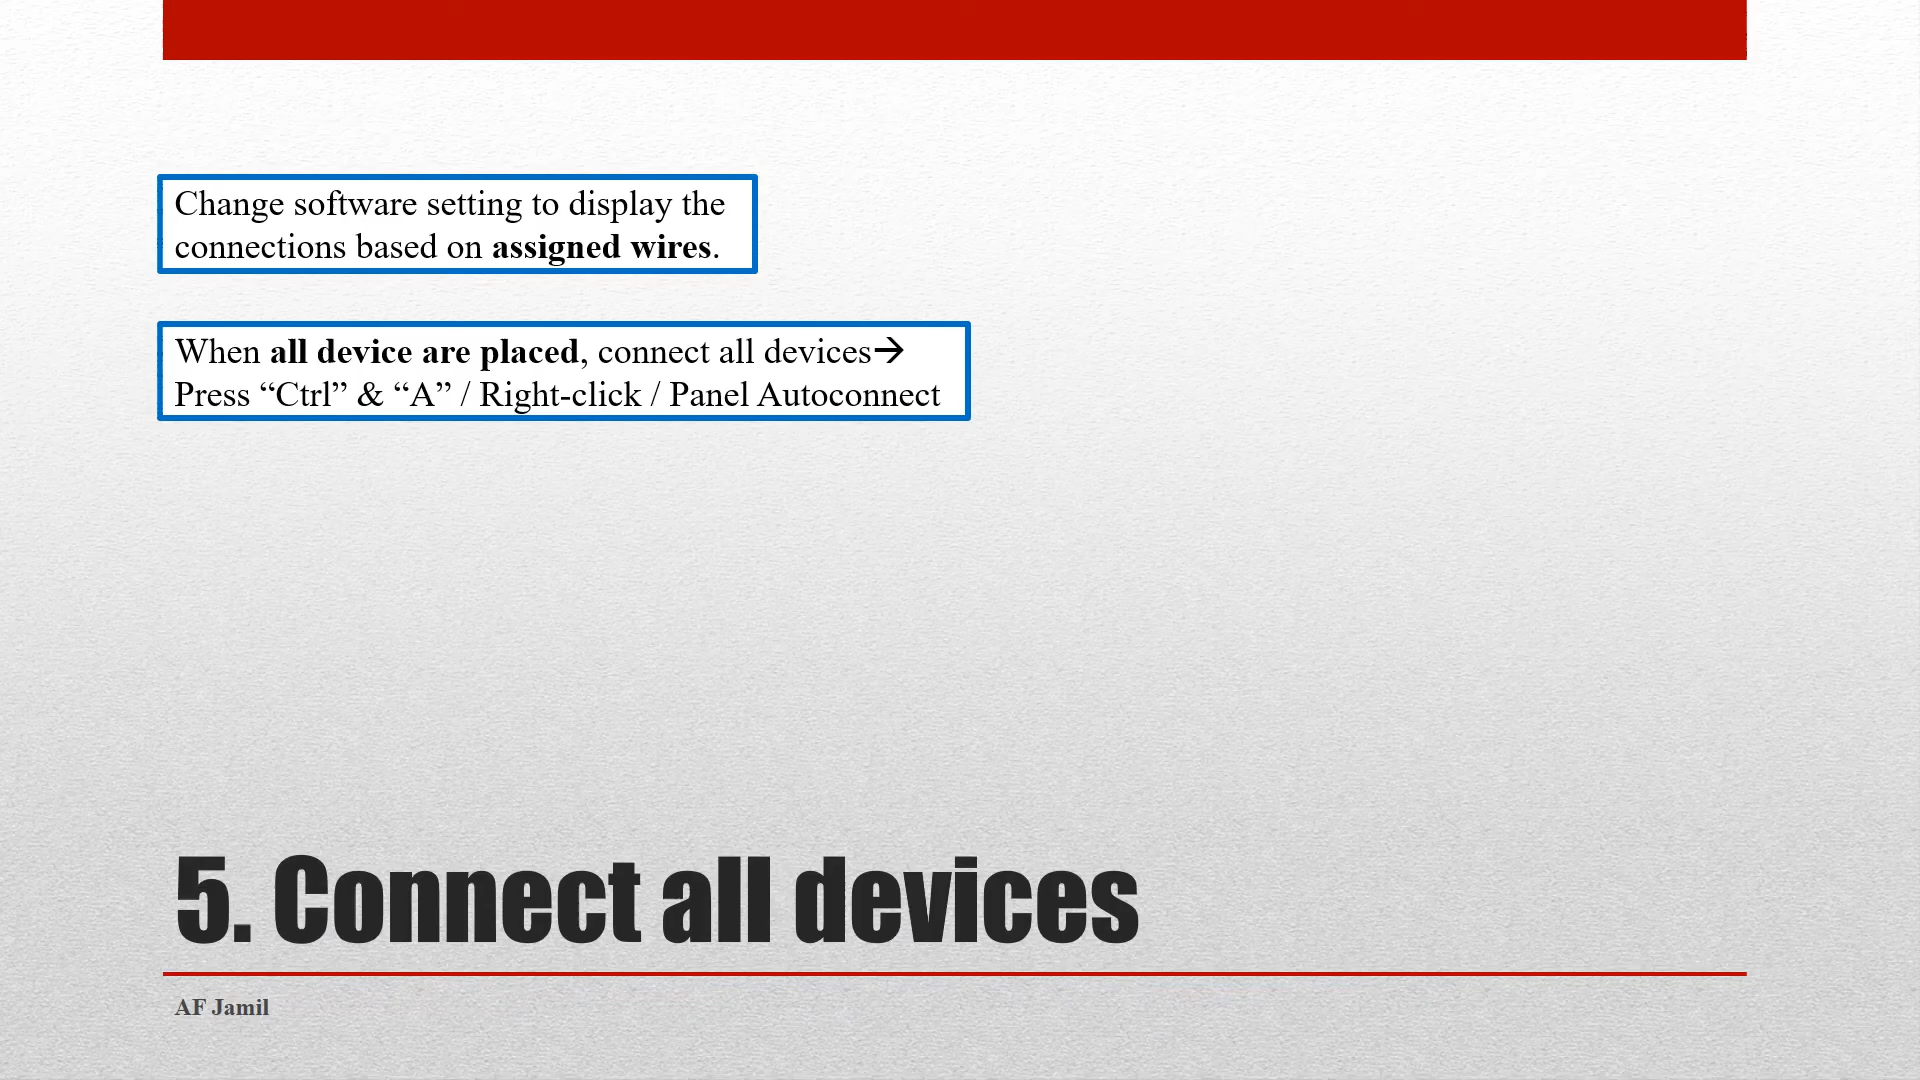 Change software setting to display the
connections based on assigned wires.
When all device are placed, connect all devices→
Press “Ctrl” & “A” / Right-click / Panel Autoconnect
5. Connect all devices
AF Jamil